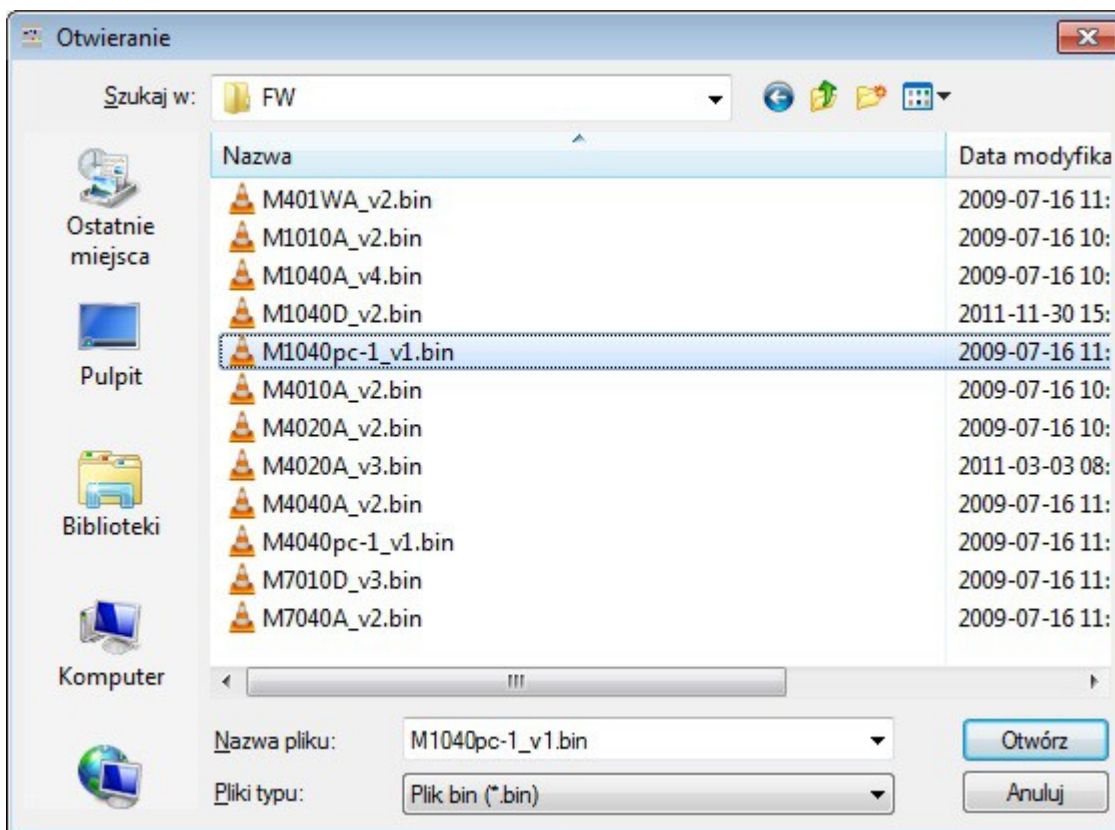 Otwieranie
Szukaj w: FW
Nazwa Data modyfika
M401WA_v2.bin 2009-07-16 11:
M1010A_v2.bin 2009-07-16 10:
M1040A_v4.bin 2009-07-16 10:
M1040D_v2.bin 2011-11-30 15:
M1040pc-1_v1.bin 2009-07-16 11:
M4010A_v2.bin 2009-07-16 10:
M4020A_v2.bin 2009-07-16 10:
M4020A_v3.bin 2011-03-03 08:
M4040A_v2.bin 2009-07-16 11:
M4040pc-1_v1.bin 2009-07-16 11:
M7010D_v3.bin 2009-07-16 11:
M7040A_v2.bin 2009-07-16 11:
Ostatnie
miejsca
Pulpit
Biblioteki
Komputer
Nazwa pliku: M1040pc-1_v1.bin Otwórz
Pliki typu: Plik bin (*.bin) Anuluj